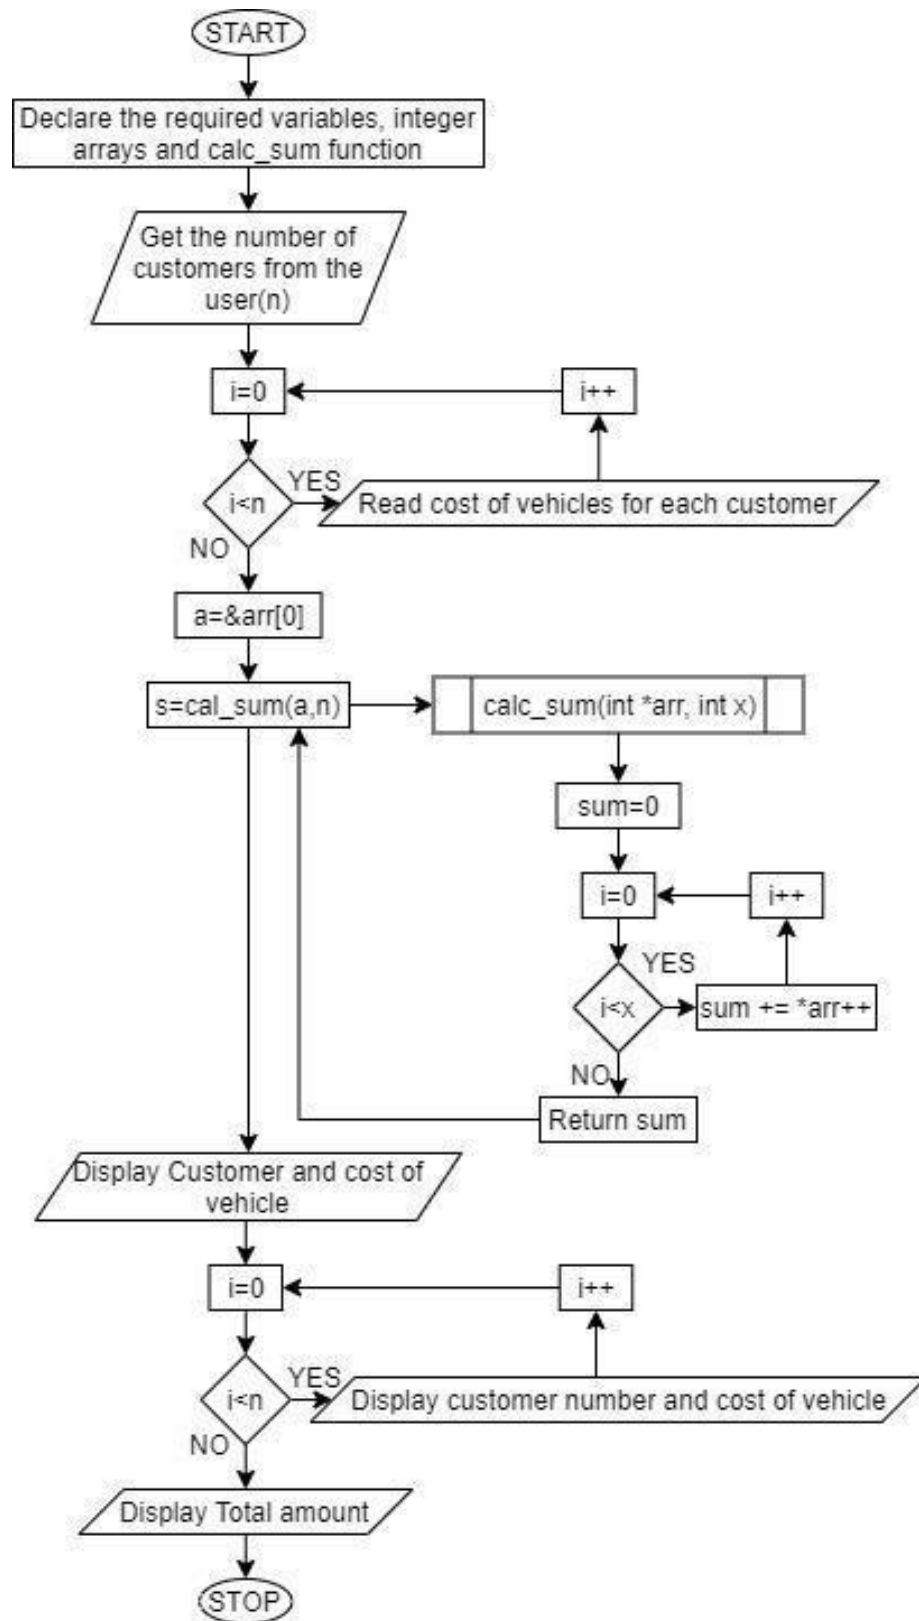 START
Declare the required variables, integer
arrays and calc_sum function
Get the number of
customers from the
user(n)
i=0
i++
i<n
YES
Read cost of vehicles for each customer
NO
a=&arr[0]
s=cal_sum(a,n)
calc_sum(int *arr, int x)
sum=0
i=0
i++
i<x
YES
sum += *arr++
NO
Return sum
Display Customer and cost of
vehicle
i=0
i++
i<n
YES
Display customer number and cost of vehicle
NO
Display Total amount
STOP